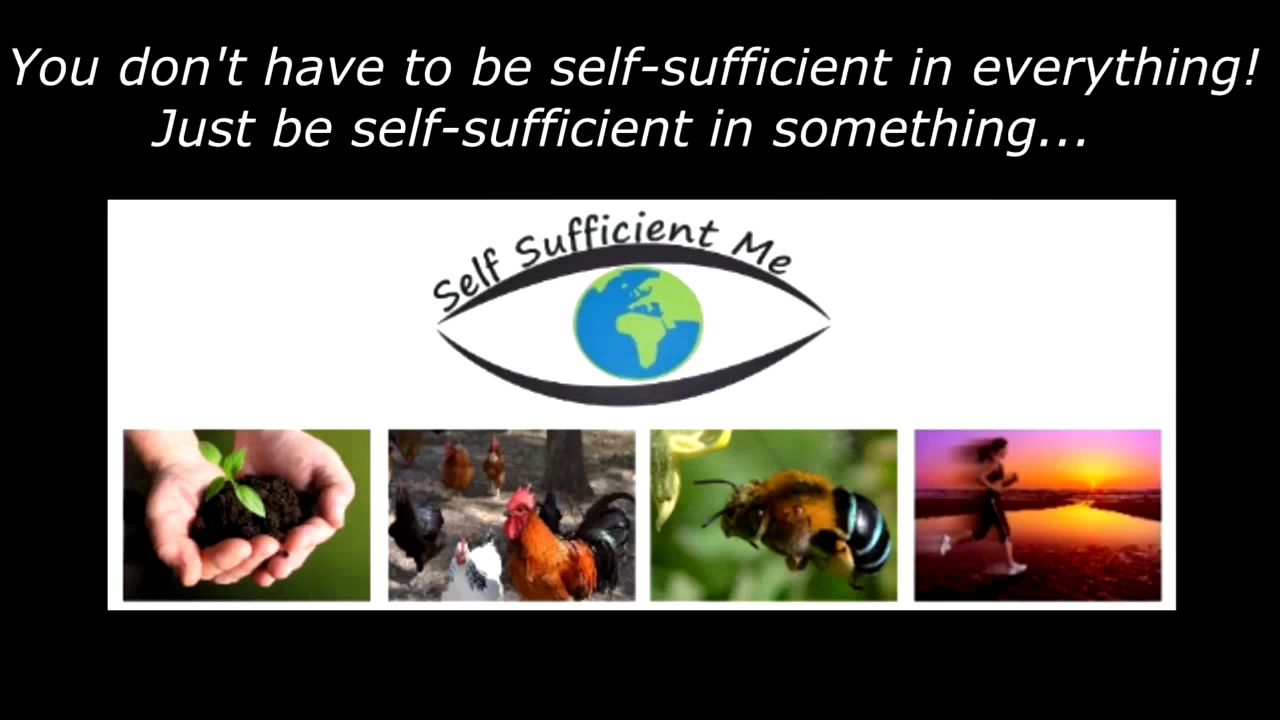 You don't have to be self-sufficient in everything!
Just be self-sufficient in something...
Self Sufficient Me